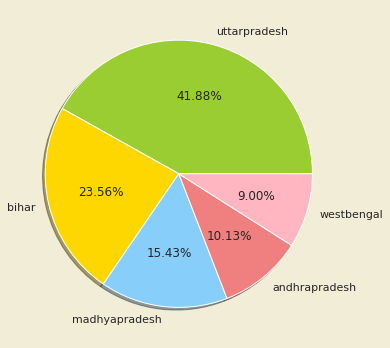 uttarpradesh
41.88%
23.56%
9.00%
bihar
westbengal
10.13%
15.43%
andhrapradesh
madhyapradesh